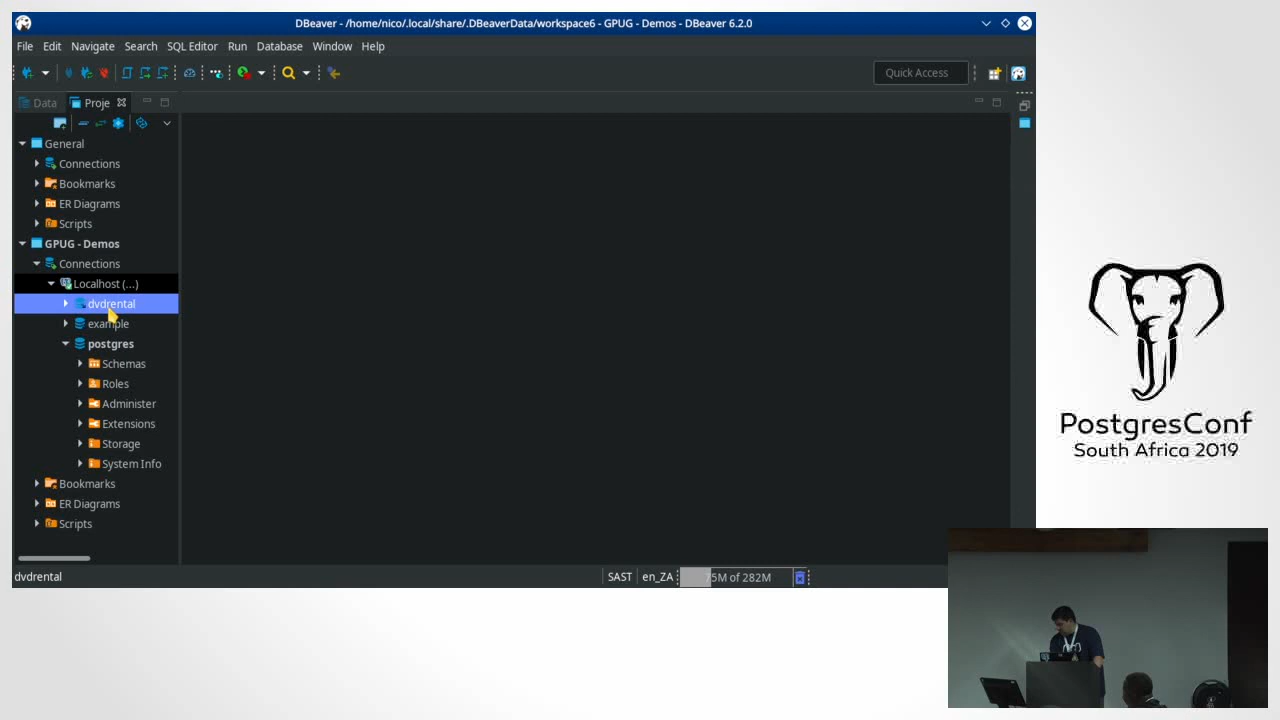 DBeaver - /home/nico/.local/share/.DBeaverData/workspace6 - GPUG - Demos - DBeaver 6.2.0
File Edit Navigate Search SQL Editor Run Database Window Help
Quick Access
Data Proje
General
Connections
Bookmarks
ER Diagrams
Scripts
GPUG - Demos
Connections
Localhost (...)
dvdrental
example
postgres
Schemas
Roles
Administer
Extensions
Storage
System Info
Bookmarks
ER Diagrams
Scripts
dvdrental
SAST en_ZA 75M of 282M
PostgresConf
South Africa 2019